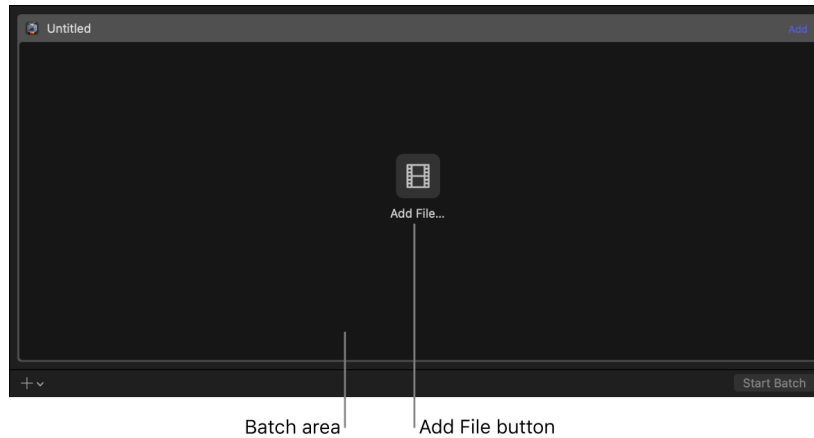 Untitled
Add
Add File...
Start Batch
Batch area
Add File button